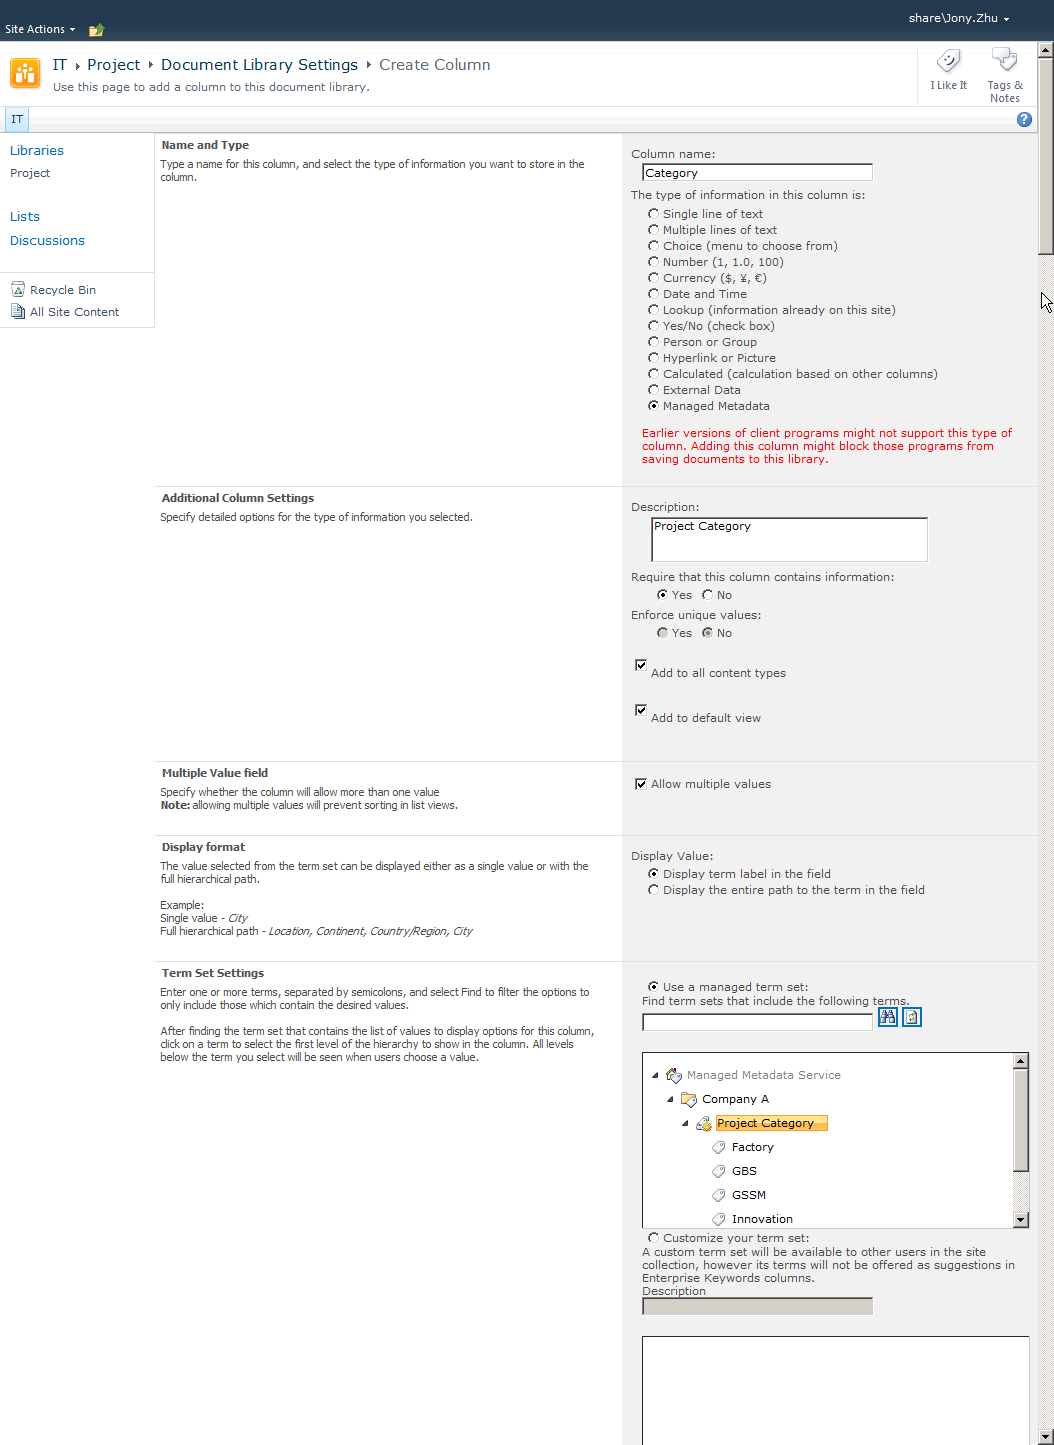 share\Jony.Zhu
Site Actions
IT Project Document Library Settings Create Column
Use this page to add a column to this document library.
I Like It
Tags &
Notes
IT
Libraries
Project
Lists
Discussions
Recycle Bin
All Site Content
Name and Type
Type a name for this column, and select the type of information you want to store in the
column.
Column name:
Category
The type of information in this column is:
Single line of text
Multiple lines of text
Choice (menu to choose from)
Number (1, 1.0, 100)
Currency ($, ¥, €)
Date and Time
Lookup (information already on this site)
Yes/No (check box)
Person or Group
Hyperlink or Picture
Calculated (calculation based on other columns)
External Data
Managed Metadata
Earlier versions of client programs might not support this type of
column. Adding this column might block those programs from
saving documents to this library.
Additional Column Settings
Specify detailed options for the type of information you selected.
Description:
Project Category
Require that this column contains information:
Yes No
Enforce unique values:
Yes No
Add to all content types
Add to default view
Multiple Value field
Specify whether the column will allow more than one value
Note: allowing multiple values will prevent sorting in list views.
Allow multiple values
Display format
The value selected from the term set can be displayed either as a single value or with the
full hierarchical path.
Example:
Single value - City
Full hierarchical path - Location, Continent, Country/Region, City
Display Value:
Display term label in the field
Display the entire path to the term in the field
Term Set Settings
Enter one or more terms, separated by semicolons, and select Find to filter the options to
only include those which contain the desired values.
After finding the term set that contains the list of values to display options for this column,
click on a term to select the first level of the hierarchy to show in the column. All levels
below the term you select will be seen when users choose a value.
Use a managed term set:
Find term sets that include the following terms.
Managed Metadata Service
Company A
Project Category
Factory
GBS
GSSM
Innovation
Customize your term set:
A custom term set will be available to other users in the site
collection, however its terms will not be offered as suggestions in
Enterprise Keywords columns.
Description